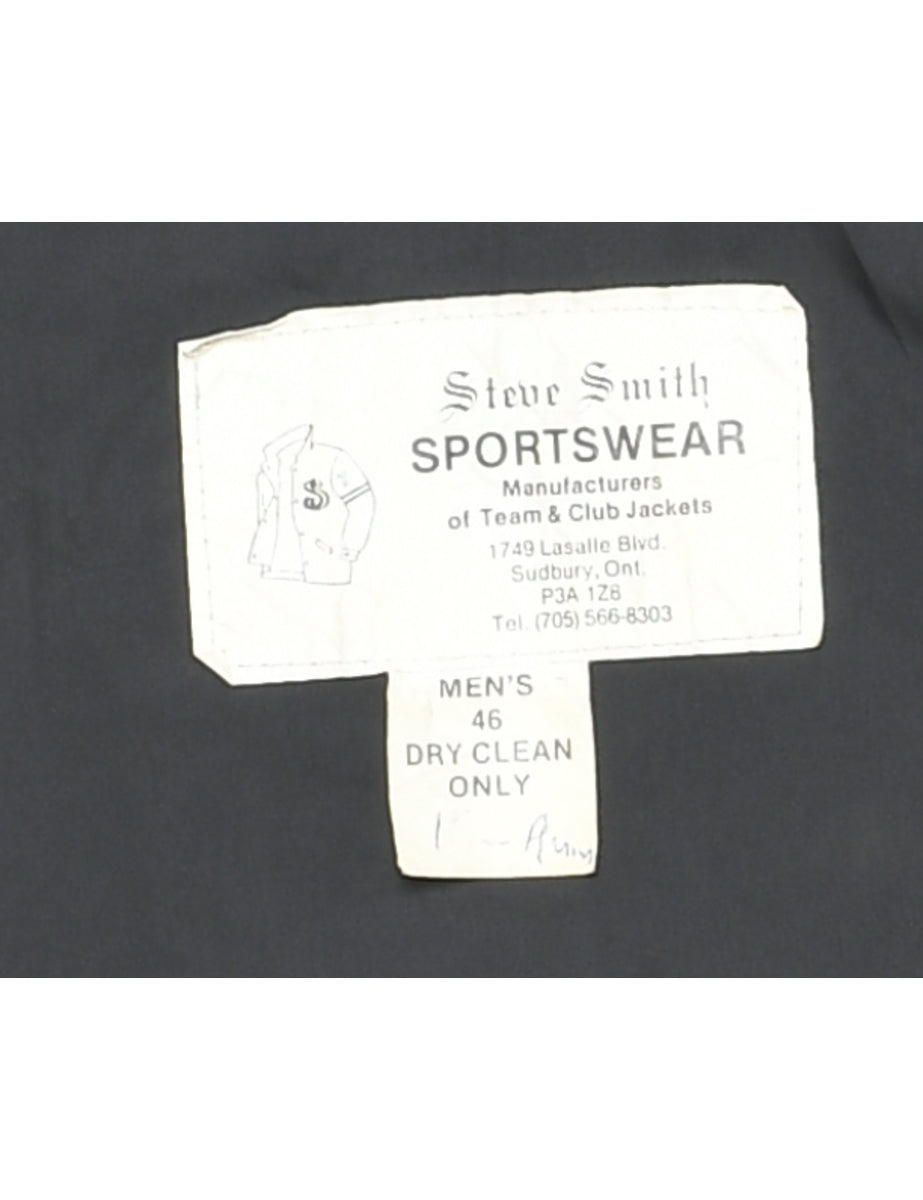 Steve Smith
SPORTSWEAR
Manufacturers
of Team & Club Jackets
1749 Lasalle Blvd.
Sudbury, Ont.
P3A 1Z8
Tel. (705) 566-8303
S
MEN'S
46
DRY CLEAN
ONLY